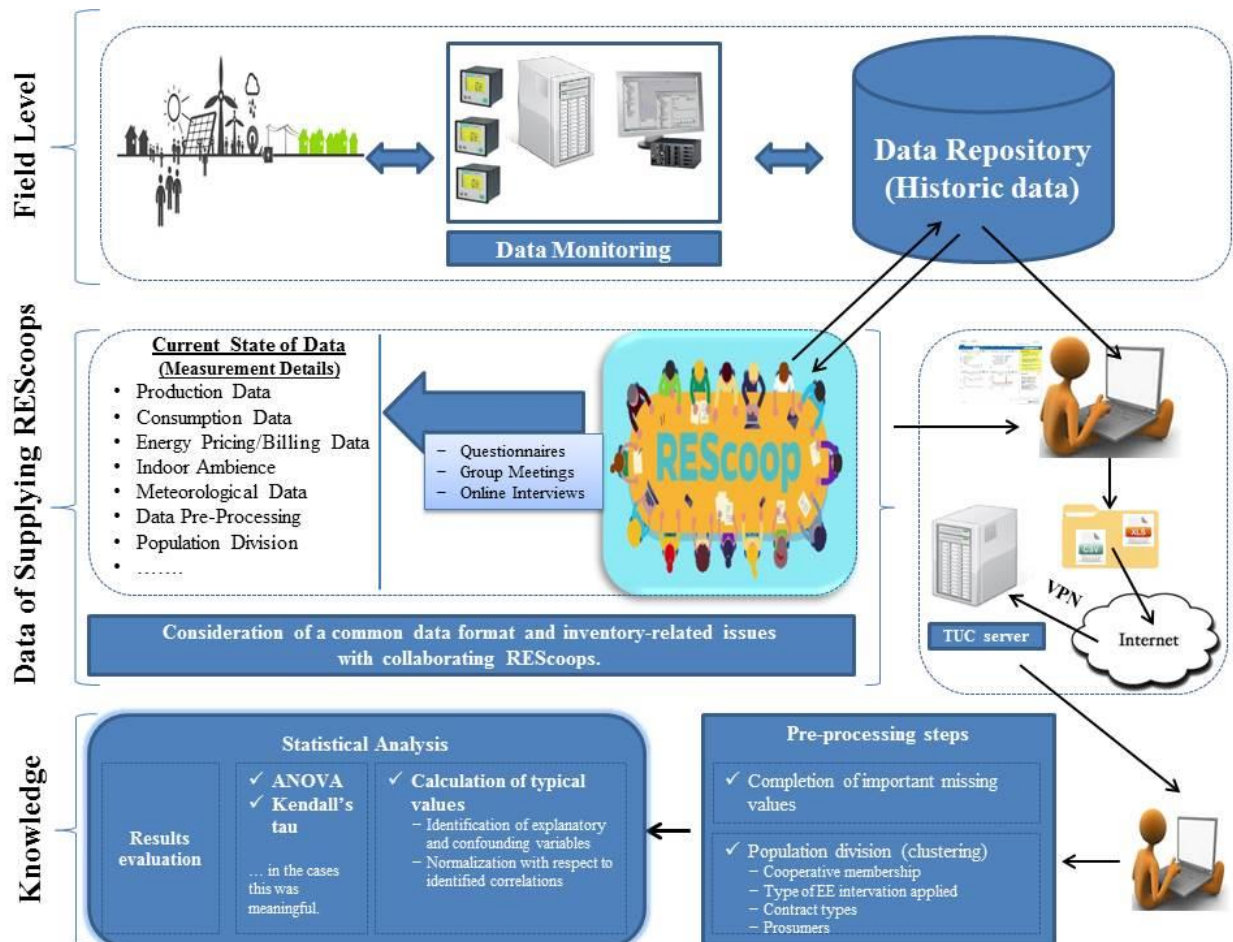 Field Level
Data Monitoring
Data Repository
(Historic data)
Data of Supplying REScoops
Current State of Data
(Measurement Details)
• Production Data
• Consumption Data
• Energy Pricing/Billing Data
• Indoor Ambience
• Meteorological Data
• Data Pre-Processing
• Population Division
• …….
– Questionnaires
– Group Meetings
– Online Interviews
REScoop
Consideration of a common data format and inventory-related issues
with collaborating REScoops.
CSV
XLS
VPN
TUC server
Internet
Knowledge
Statistical Analysis
Results
evaluation
✓ ANOVA
✓ Kendall's
tau
… in the cases
this was
meaningful.
✓ Calculation of typical
values
– Identification of explanatory
and confounding variables
– Normalization with respect to
identified correlations
Pre-processing steps
✓ Completion of important missing
values
✓ Population division (clustering)
– Cooperative membership
– Type of EE intervation applied
– Contract types
– Prosumers